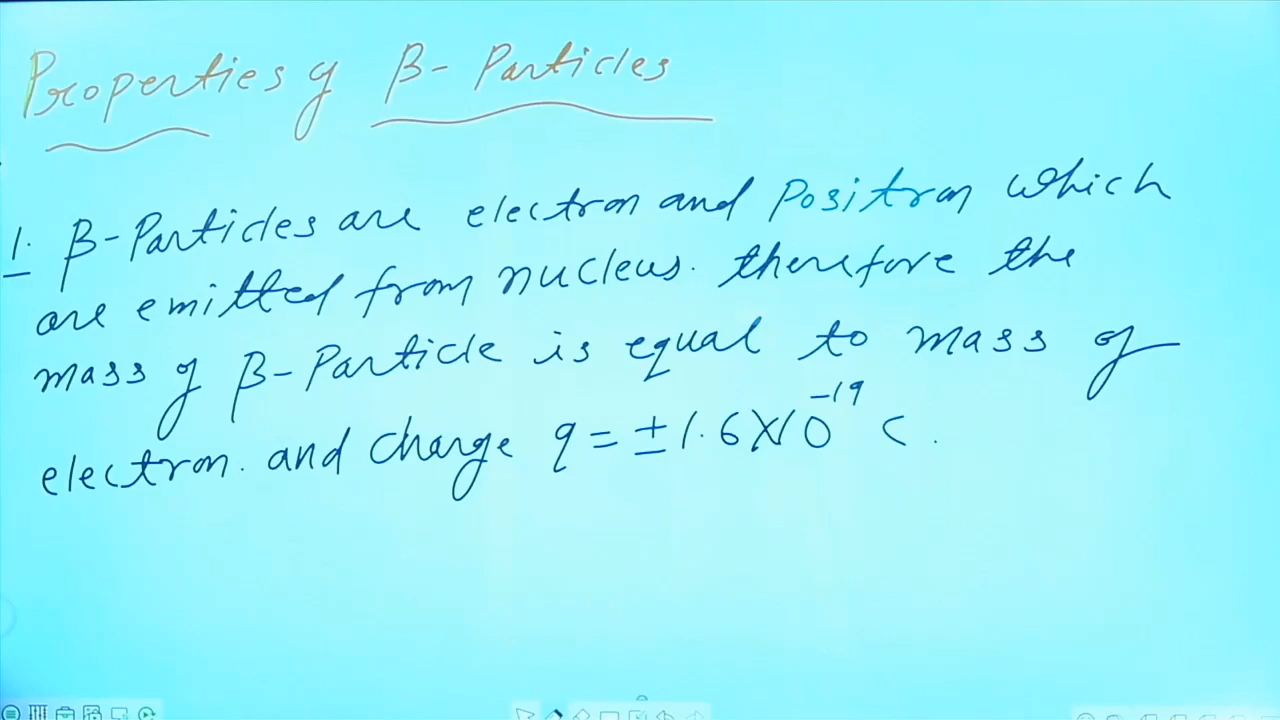 Properties of β- Particles
1. β-Particles are electron and Positron which
are emitted from nucleus. therefore the
mass of β-Particle is equal to mass of
electron. and charge q = ±1.6×10⁻¹⁹ C.